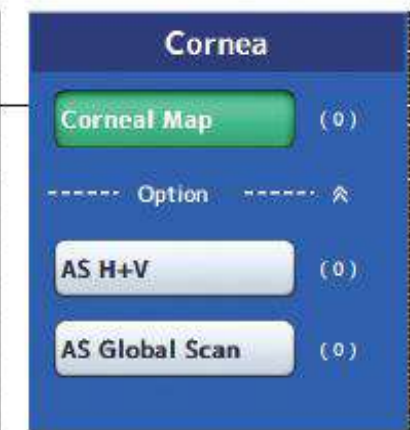 Cornea
Corneal Map (0)
------ Option ------
AS H+V (0)
AS Global Scan (0)